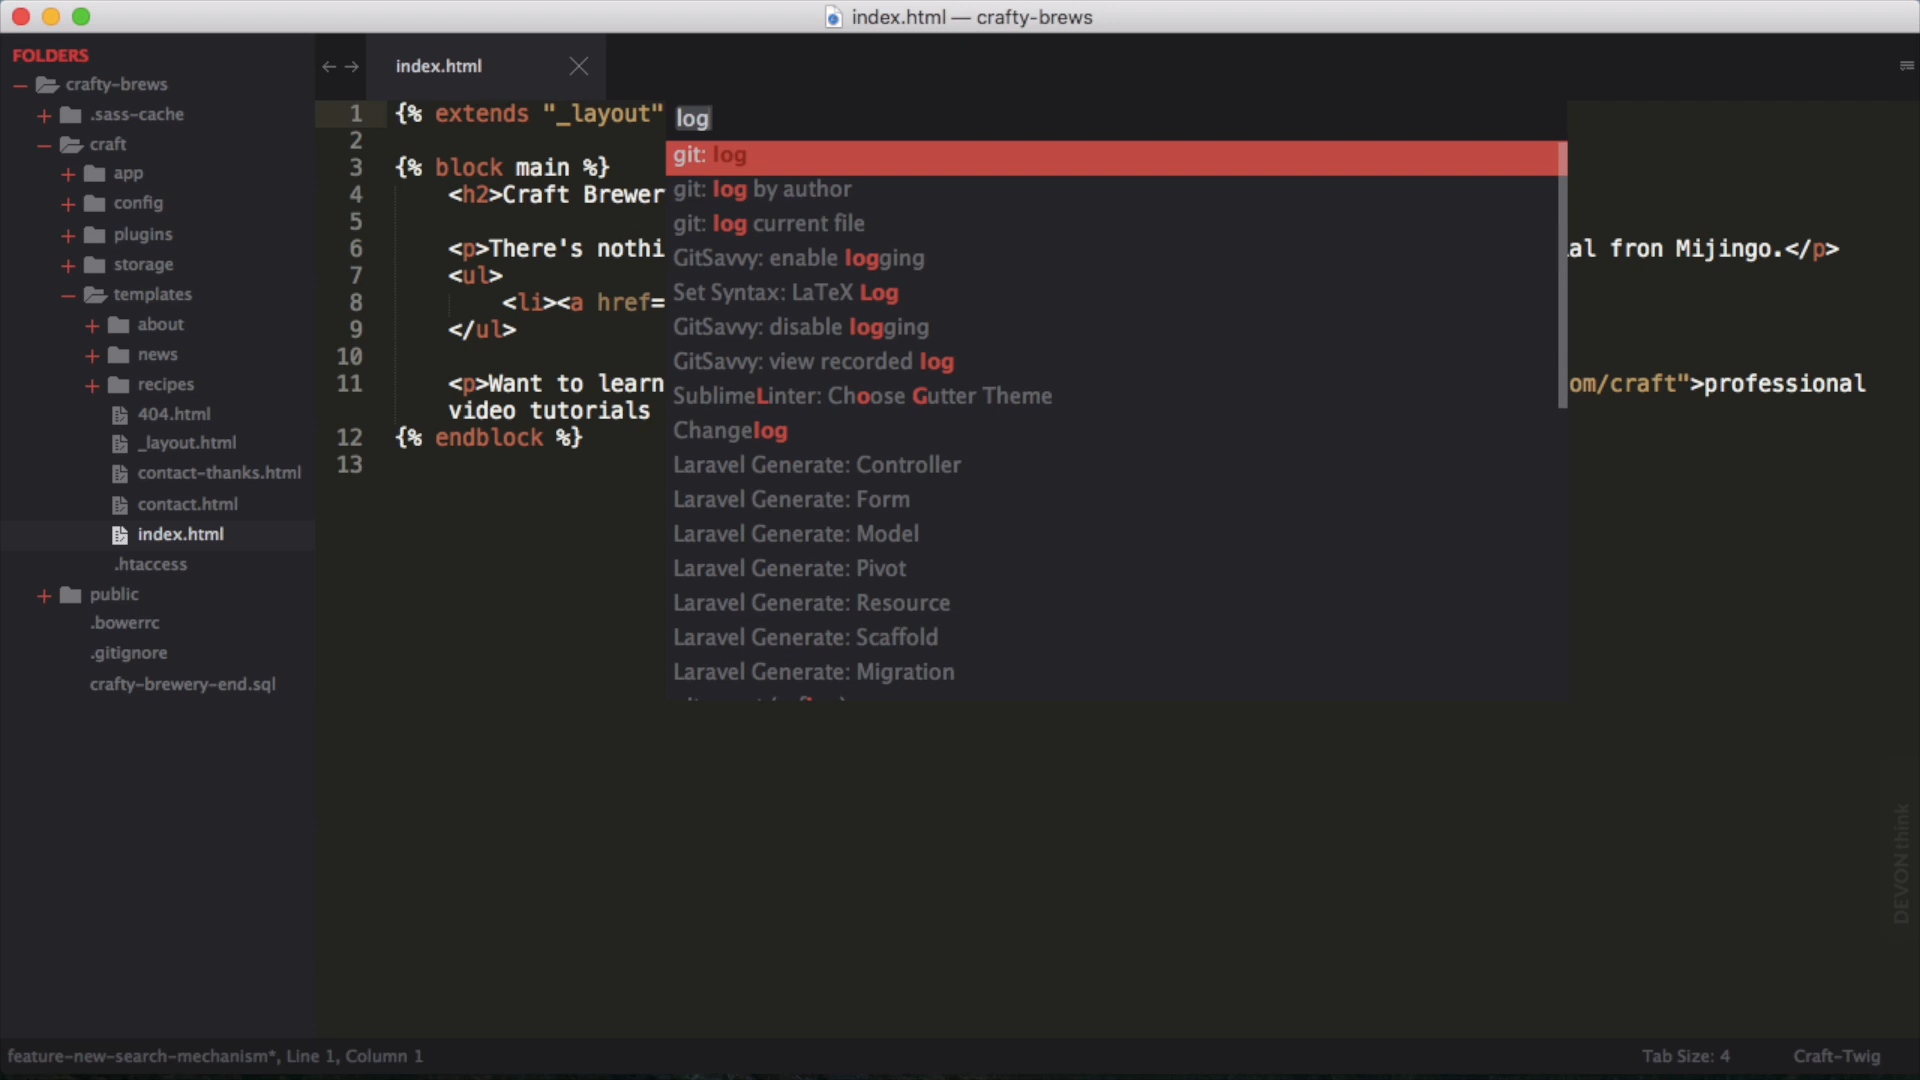 index.html — crafty-brews
FOLDERS
crafty-brews
.sass-cache
craft
app
config
plugins
storage
templates
about
news
recipes
404.html
_layout.html
contact-thanks.html
contact.html
index.html
.htaccess
public
.bowerrc
.gitignore
crafty-brewery-end.sql
index.html
1 {% extends "_layout"
2
3 {% block main %}
4 <h2>Craft Brewer
5
6 <p>There's nothi al fron Mijingo.</p>
7 <ul>
8 <li><a href=
9 </ul>
10
11 <p>Want to learn om/craft">professional
video tutorials
12 {% endblock %}
13
log
git: log
git: log by author
git: log current file
GitSavvy: enable logging
Set Syntax: LaTeX Log
GitSavvy: disable logging
GitSavvy: view recorded log
SublimeLinter: Choose Gutter Theme
Changelog
Laravel Generate: Controller
Laravel Generate: Form
Laravel Generate: Model
Laravel Generate: Pivot
Laravel Generate: Resource
Laravel Generate: Scaffold
Laravel Generate: Migration
DEVONthink
feature-new-search-mechanism*, Line 1, Column 1
Tab Size: 4
Craft-Twig